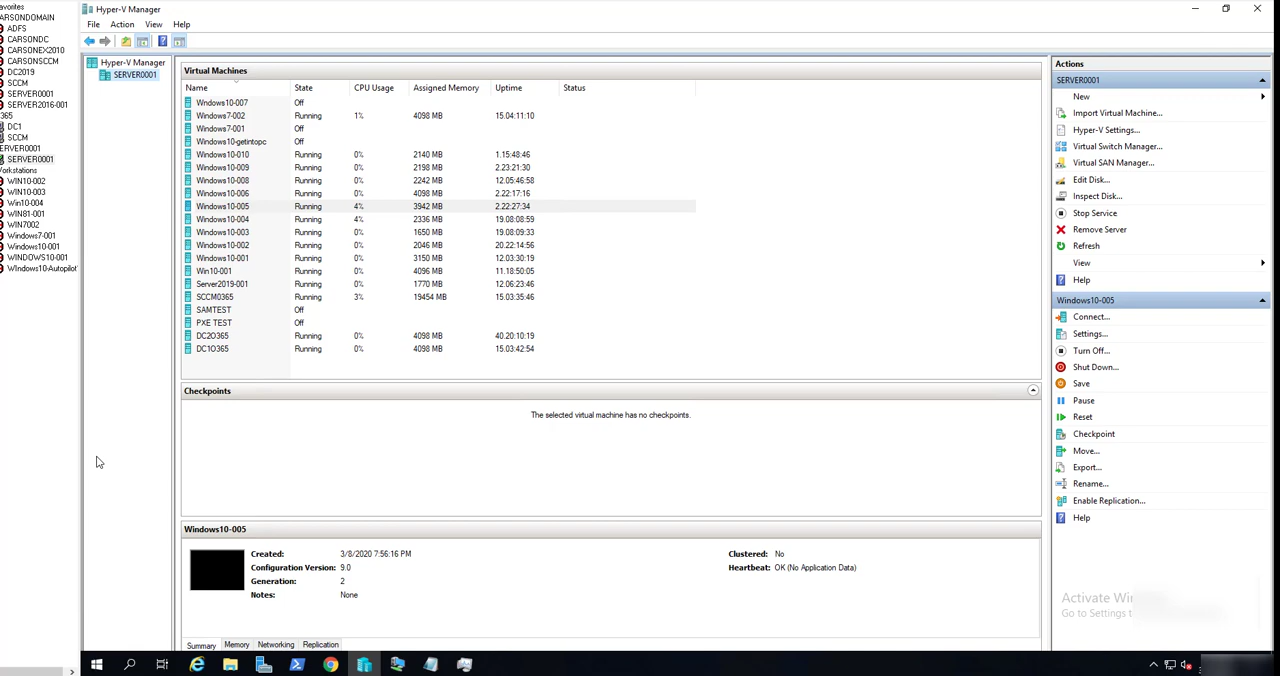 avorites
ARSONDOMAIN
ADFS
CARSONDC
CARSONEX2010
CARSONSCCM
DC2019
SCCM
SERVER0001
SERVER2016-001
365
DC1
SCCM
ERVER0001
SERVER0001
orkstations
WIN10-002
WIN10-003
Win10-004
WIN81-001
WIN7002
Windows7-001
Windows10-001
WINDOWS10-001
WIndows10-Autopilot
Hyper-V Manager
File Action View Help
Hyper-V Manager
SERVER0001
Virtual Machines
Name State CPU Usage Assigned Memory Uptime Status
Wndows10-007 Off
Windows7-002 Running 1% 4098 MB 15.04:11:10
Windows7-001 Off
Windows10-getintopc Off
Windows10-010 Running 0% 2140 MB 1.15:48:46
Windows10-009 Running 0% 2198 MB 2.23:21:30
Windows10-008 Running 0% 2242 MB 12.05:46:58
Windows10-006 Running 0% 4098 MB 2.22:17:16
Windows10-005 Running 4% 3942 MB 2.22:27:34
Windows10-004 Running 4% 2336 MB 19.08:08:59
Windows10-003 Running 0% 1650 MB 19.08:09:33
Windows10-002 Running 0% 2046 MB 20.22:14:56
Windows10-001 Running 0% 3150 MB 12.03:30:19
Win10-001 Running 0% 4096 MB 11.18:50:05
Server2019-001 Running 0% 1770 MB 12.06:23:46
SCCMO365 Running 3% 19454 MB 15.03:35:46
SAMTEST Off
PXE TEST Off
DC2O365 Running 0% 4098 MB 40.20:10:19
DC1O365 Running 0% 4098 MB 15.03:42:54
Checkpoints
The selected virtual machine has no checkpoints.
Windows10-005
Created: 3/8/2020 7:56:16 PM Clustered: No
Configuration Version: 9.0 Heartbeat: OK (No Application Data)
Generation: 2
Notes: None
Summary Memory Networking Replication
Actions
SERVER0001
New
Import Virtual Machine...
Hyper-V Settings...
Virtual Switch Manager...
Virtual SAN Manager...
Edit Disk...
Inspect Disk...
Stop Service
Remove Server
Refresh
View
Help
Windows10-005
Connect...
Settings...
Turn Off...
Shut Down...
Save
Pause
Reset
Checkpoint
Move...
Export...
Rename...
Enable Replication...
Help
Activate
Go to Settings